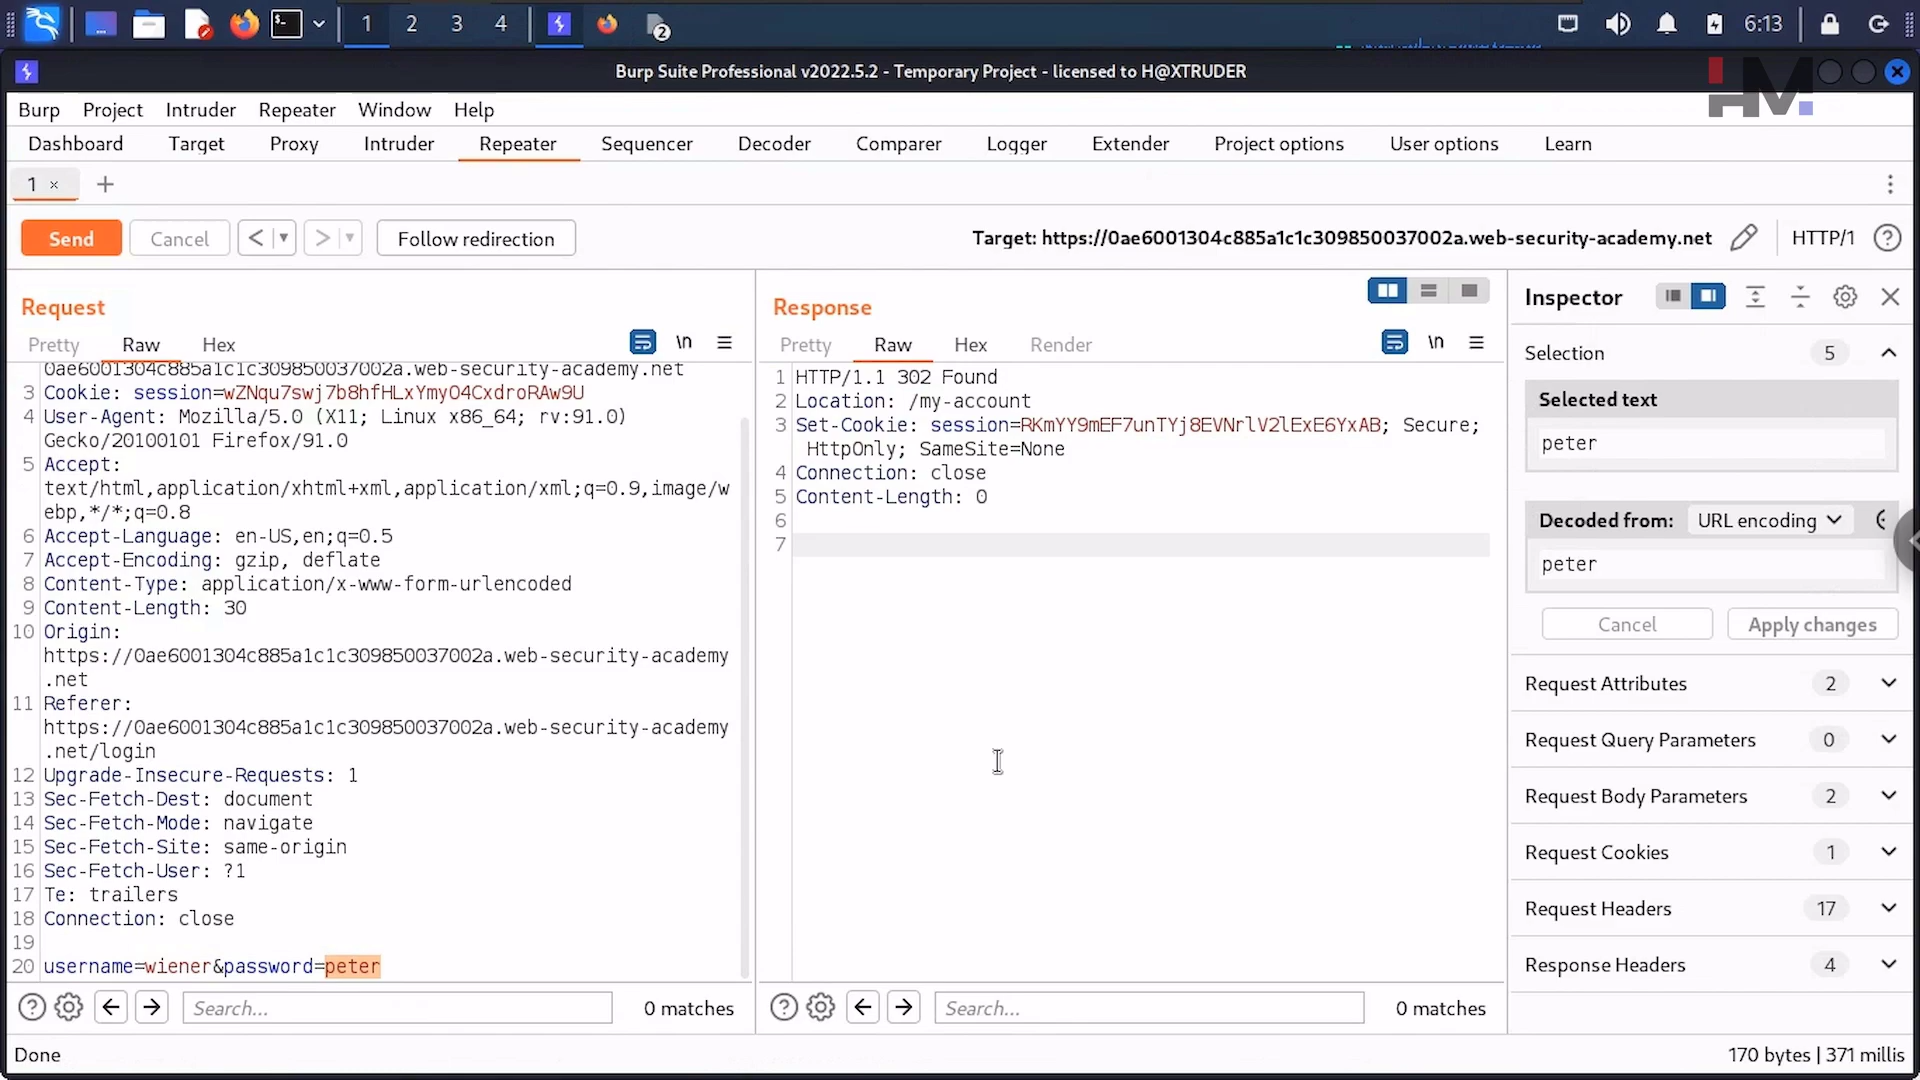 1 2 3 4 2 6:13
Burp Suite Professional v2022.5.2 - Temporary Project - licensed to H@XTRUDER
HM
Burp Project Intruder Repeater Window Help
Dashboard Target Proxy Intruder Repeater Sequencer Decoder Comparer Logger Extender Project options User options Learn
1 × +
Send Cancel < > Follow redirection Target: https://0ae6001304c885a1c1c309850037002a.web-security-academy.net HTTP/1 ?
Request
Pretty Raw Hex \n
0ae6001304c885a1c1c309850037002a.web-security-academy.net
3 Cookie: session=wZNqu7swj7b8hfHLxYmyO4CxdroRAw9U
4 User-Agent: Mozilla/5.0 (X11; Linux x86_64; rv:91.0)
Gecko/20100101 Firefox/91.0
5 Accept:
text/html,application/xhtml+xml,application/xml;q=0.9,image/w
ebp,*/*;q=0.8
6 Accept-Language: en-US,en;q=0.5
7 Accept-Encoding: gzip, deflate
8 Content-Type: application/x-www-form-urlencoded
9 Content-Length: 30
10 Origin:
https://0ae6001304c885a1c1c309850037002a.web-security-academy
.net
11 Referer:
https://0ae6001304c885a1c1c309850037002a.web-security-academy
.net/login
12 Upgrade-Insecure-Requests: 1
13 Sec-Fetch-Dest: document
14 Sec-Fetch-Mode: navigate
15 Sec-Fetch-Site: same-origin
16 Sec-Fetch-User: ?1
17 Te: trailers
18 Connection: close
19
20 username=wiener&password=peter
? Search... 0 matches
Response
Pretty Raw Hex Render \n
1 HTTP/1.1 302 Found
2 Location: /my-account
3 Set-Cookie: session=RKmYY9mEF7unTYj8EVNrlV2lExE6YxAB; Secure;
HttpOnly; SameSite=None
4 Connection: close
5 Content-Length: 0
6
7
? Search... 0 matches
Inspector
Selection 5
Selected text
peter
Decoded from: URL encoding
peter
Cancel Apply changes
Request Attributes 2
Request Query Parameters 0
Request Body Parameters 2
Request Cookies 1
Request Headers 17
Response Headers 4
Done 170 bytes | 371 millis